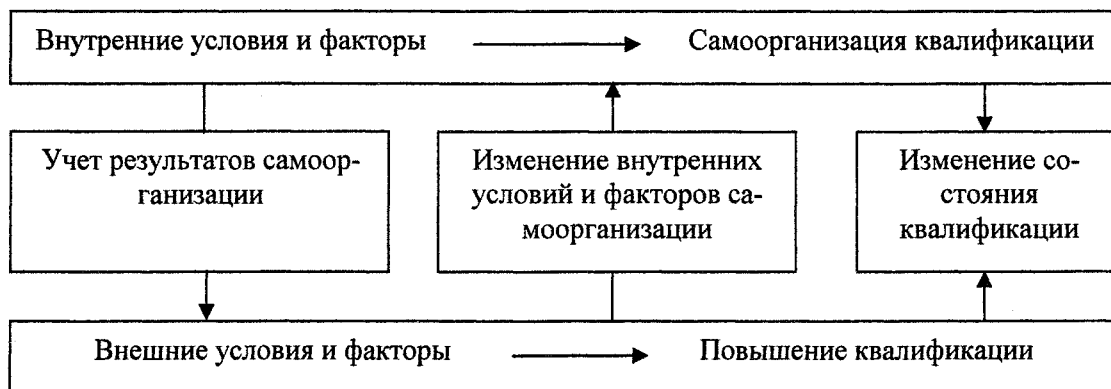 Внутренние условия и факторы Самоорганизация квалификации
Учет результатов самоор-
ганизации
Изменение внутренних
условий и факторов са-
моорганизации
Изменение со-
стояния
квалификации
Внешние условия и факторы Повышение квалификации